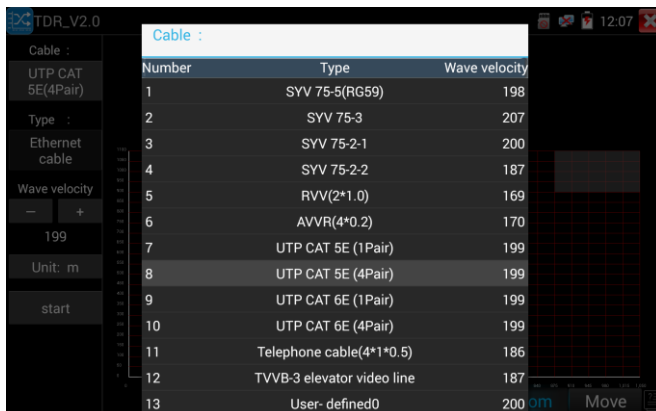 TDR_V2.0
12:07
Cable :
UTP CAT
5E(4Pair)
Type :
Ethernet
cable
Wave velocity
— +
199
Unit: m
start
Cable :
Number Type Wave velocity
1 SYV 75-5(RG59) 198
2 SYV 75-3 207
3 SYV 75-2-1 200
4 SYV 75-2-2 187
5 RVV(2*1.0) 169
6 AVVR(4*0.2) 170
7 UTP CAT 5E (1Pair) 199
8 UTP CAT 5E (4Pair) 199
9 UTP CAT 6E (1Pair) 199
10 UTP CAT 6E (4Pair) 199
11 Telephone cable(4*1*0.5) 186
12 TVVB-3 elevator video line 187
13 User- defined0 200
om Move